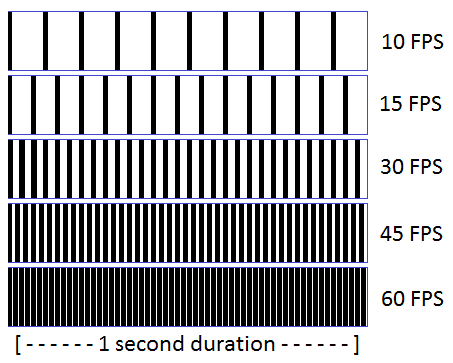 10 FPS
15 FPS
30 FPS
45 FPS
60 FPS
[ - - - - - - 1 second duration - - - - - - ]